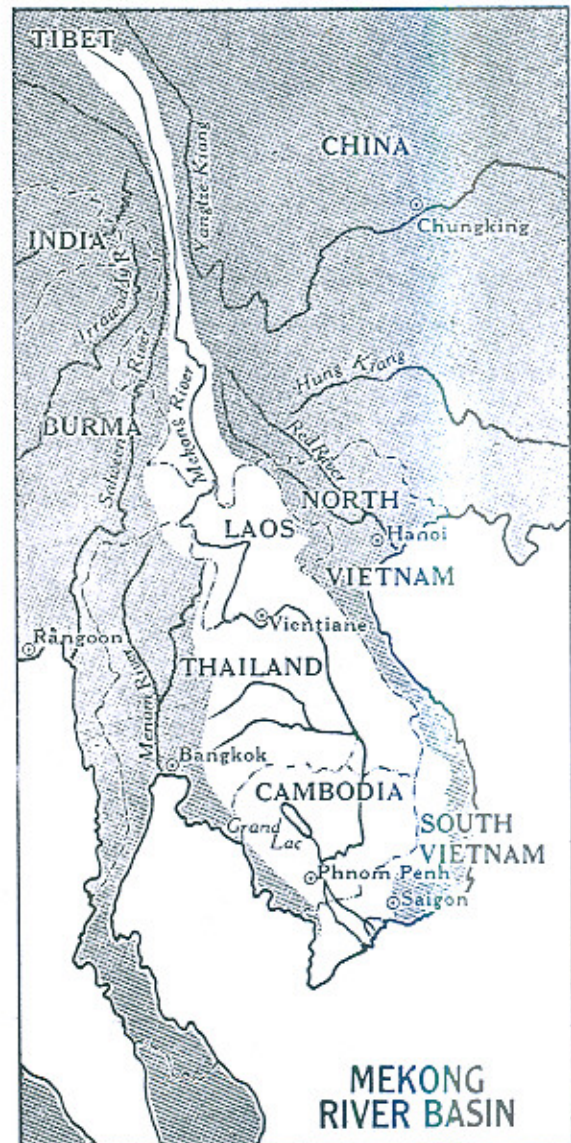 TIBET
CHINA
Yangtze Kiang
Chungking
INDIA
Irrawaddy R.
Salween River
BURMA
Mekong River
Hung Kiang
Red River
NORTH
VIETNAM
LAOS
Hanoi
Vientiane
Rangoon
THAILAND
Menam River
Bangkok
CAMBODIA
Grand
Lac
SOUTH
VIETNAM
Phnom Penh
Saigon
MEKONG
RIVER BASIN